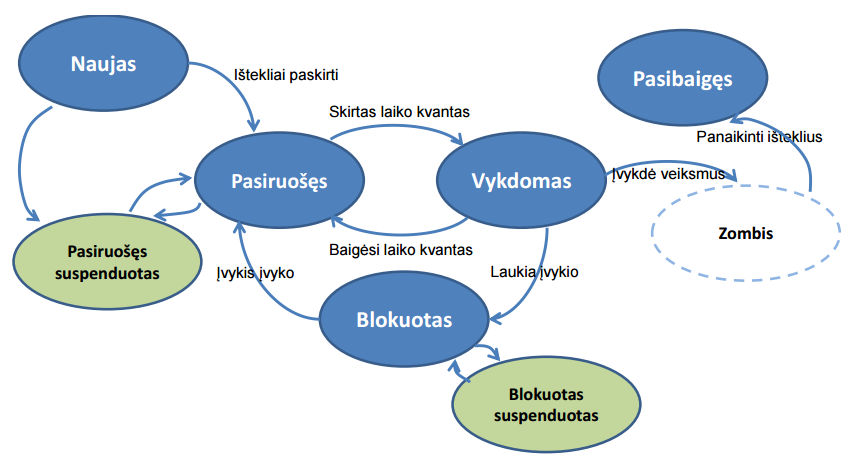 Naujas
Ištekliai paskirti
Pasibaigęs
Skirtas laiko kvantas
Panaikinti išteklius
Pasiruošęs
Vykdomas
Įvykdė veiksmus
Zombis
Pasiruošęs
suspenduotas
Baigėsi laiko kvantas
Įvykis įvyko
Laukia įvykio
Blokuotas
Blokuotas
suspenduotas